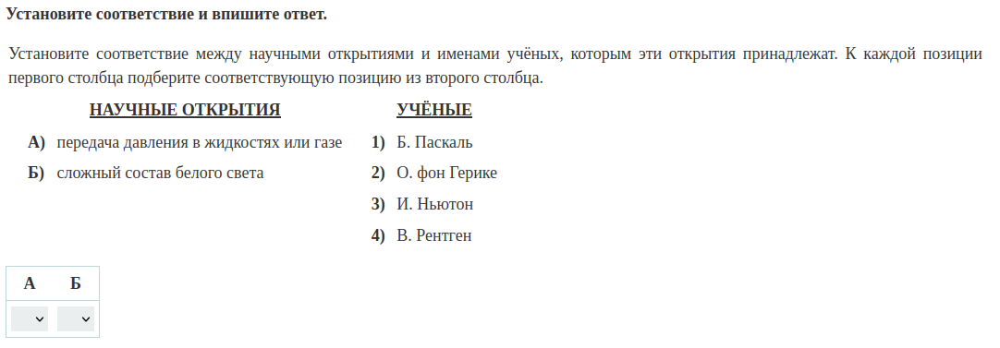 Установите соответствие и впишите ответ.
Установите соответствие между научными открытиями и именами учёных, которым эти открытия принадлежат. К каждой позиции
первого столбца подберите соответствующую позицию из второго столбца.
НАУЧНЫЕ ОТКРЫТИЯ УЧЁНЫЕ
А) передача давления в жидкостях или газе 1) Б. Паскаль
Б) сложный состав белого света 2) О. фон Герике
3) И. Ньютон
4) В. Рентген
А Б